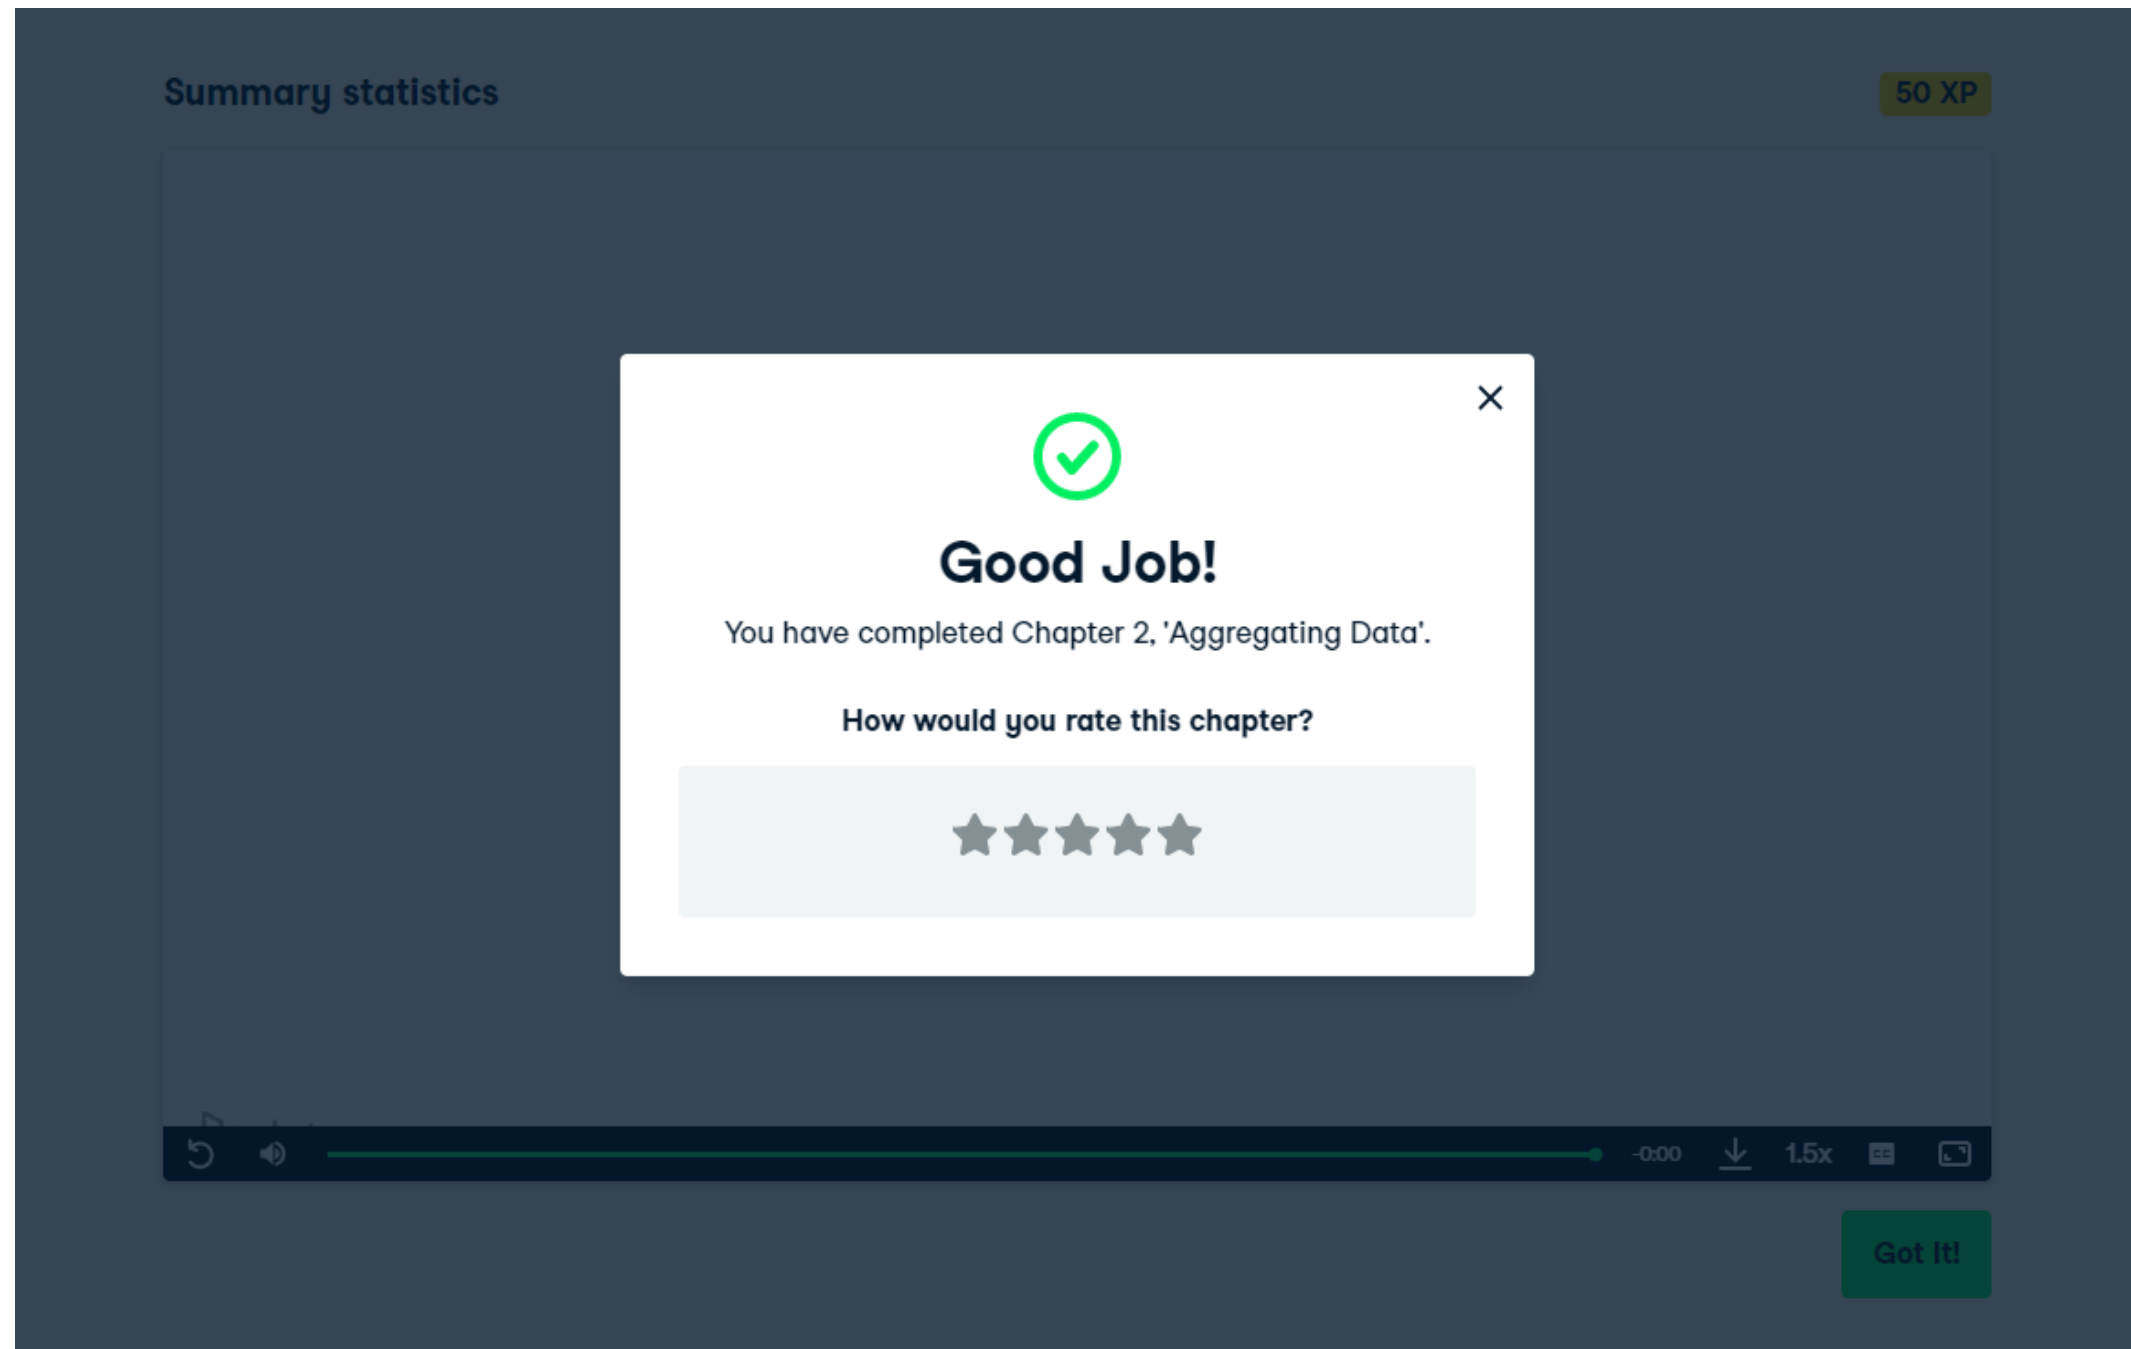 Summary statistics
50 XP
Good Job!
You have completed Chapter 2, 'Aggregating Data'.
How would you rate this chapter?
-0:00
1.5x
CC
Got It!